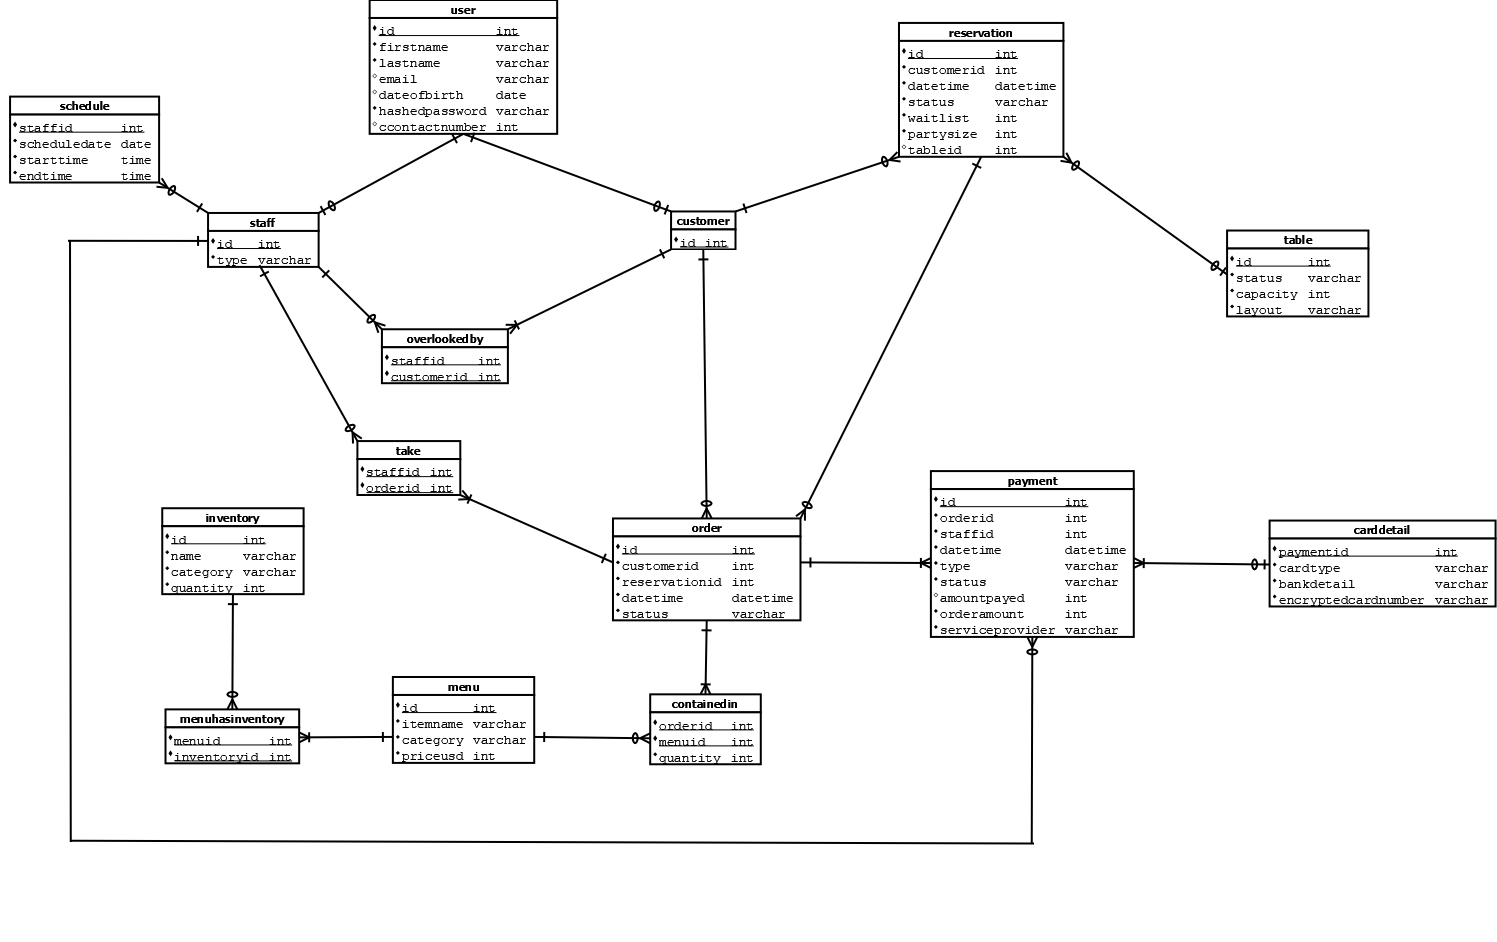 user
id int
firstname varchar
lastname varchar
email varchar
dateofbirth date
hashedpassword varchar
ccontactnumber int
reservation
id int
customerid int
datetime datetime
status varchar
waitlist int
partysize int
tableid int
schedule
staffid int
scheduledate date
starttime time
endtime time
staff
id int
type varchar
customer
id int
table
id int
status varchar
capacity int
layout varchar
overlookedby
staffid int
customerid int
take
staffid int
orderid int
inventory
id int
name varchar
category varchar
quantity int
order
id int
customerid int
reservationid int
datetime datetime
status varchar
payment
id int
orderid int
staffid int
datetime datetime
type varchar
status varchar
amountpayed int
orderamount int
serviceprovider varchar
carddetail
paymentid int
cardtype varchar
bankdetail varchar
encryptedcardnumber varchar
menuhasinventory
menuid int
inventoryid int
menu
id int
itemname varchar
category varchar
priceusd int
containedin
orderid int
menuid int
quantity int